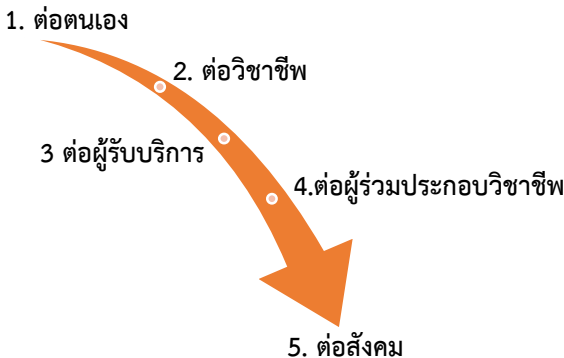 1. ต่อตนเอง
2. ต่อวิชาชีพ
3 ต่อผู้รับบริการ
4.ต่อผู้ร่วมประกอบวิชาชีพ
5. ต่อสังคม